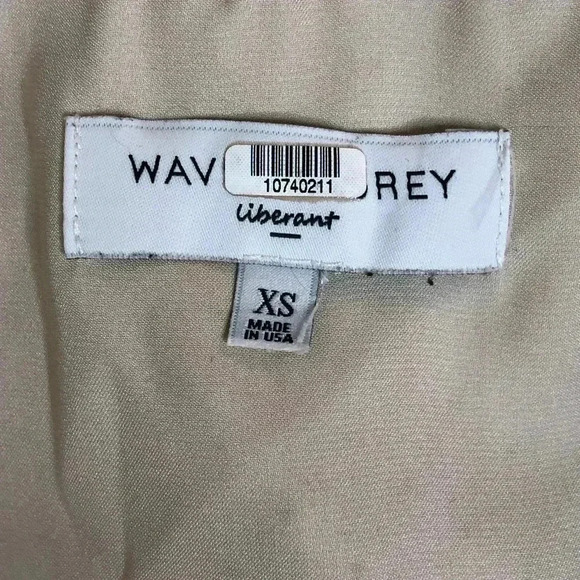 WAV REY
10740211
liberant
XS
MADE
IN USA